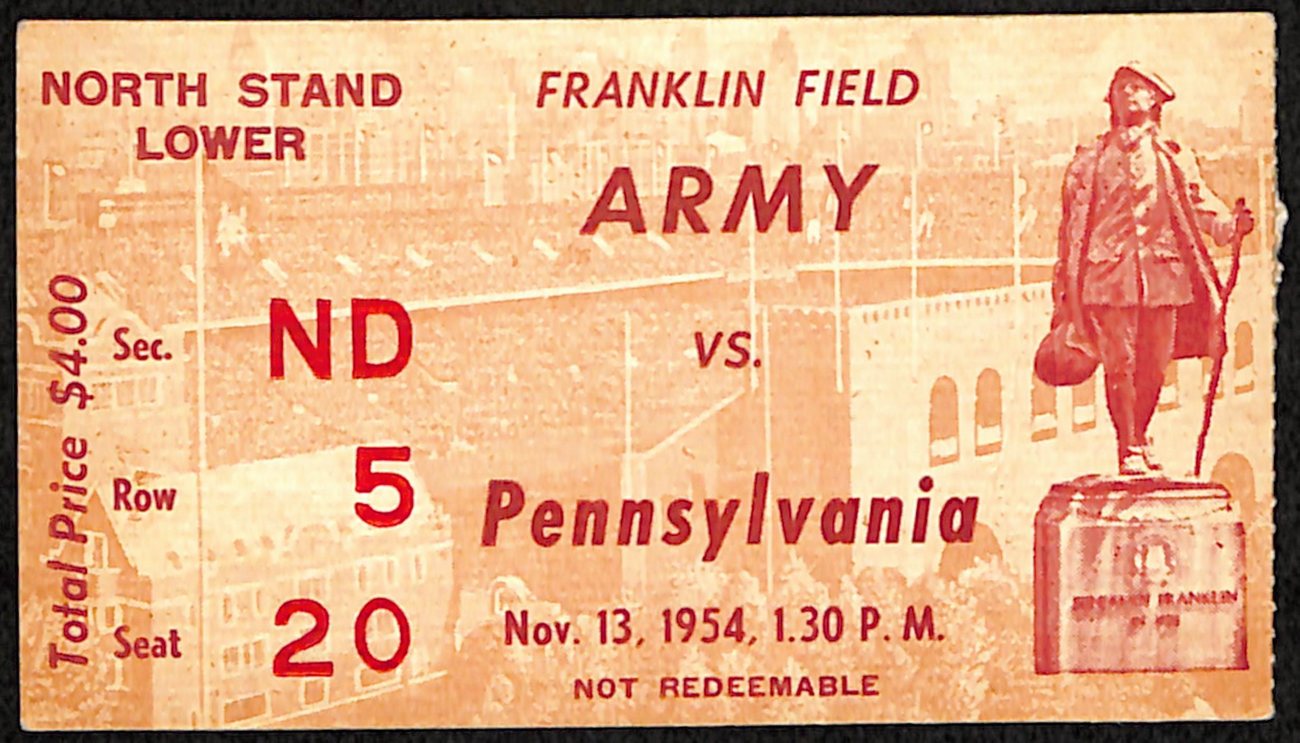 NORTH STAND
LOWER
Total Price $4.00
Sec. ND
Row 5
Seat 20
FRANKLIN FIELD
ARMY
VS.
Pennsylvania
Nov. 13, 1954, 1.30 P. M.
NOT REDEEMABLE
BENJAMIN FRANKLIN